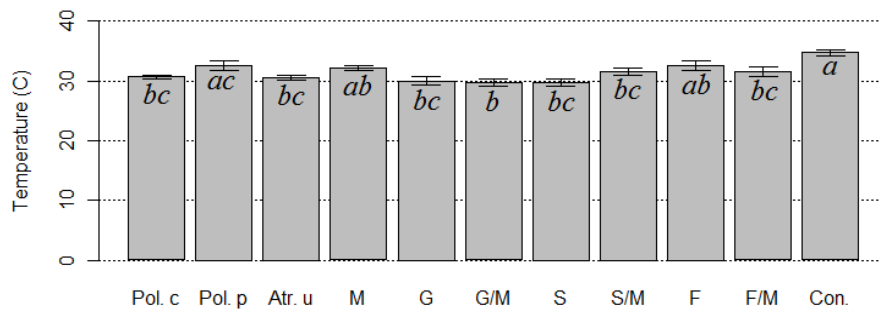 Temperature (C)
40
30
20
10
0
bc
ac
bc
ab
bc
b
bc
bc
ab
bc
a
Pol. c Pol. p Atr. u M G G/M S S/M F F/M Con.